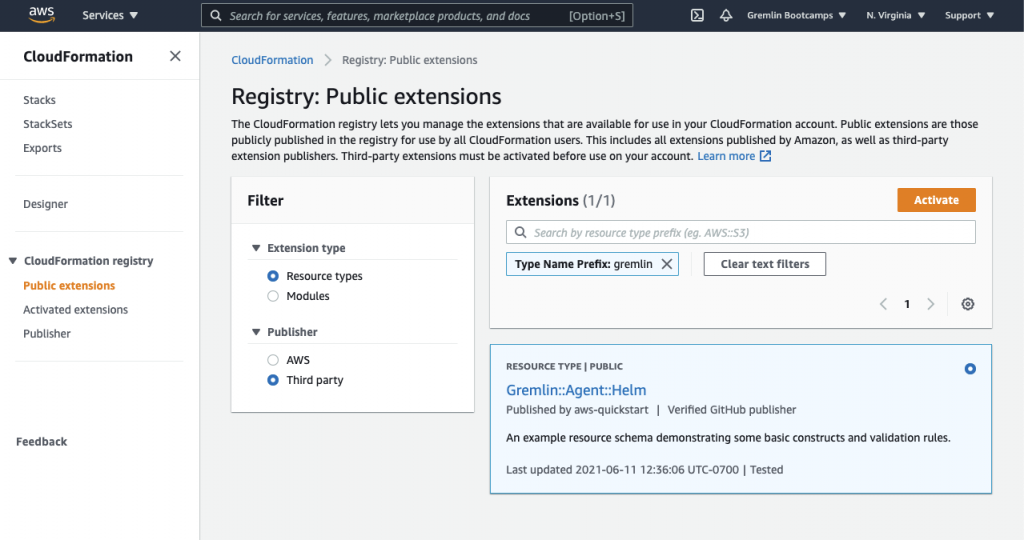 aws
Services
Search for services, features, marketplace products, and docs
[Option+S]
Gremlin Bootcamps
N. Virginia
Support
CloudFormation
Stacks
StackSets
Exports
Designer
CloudFormation registry
Public extensions
Activated extensions
Publisher
Feedback
CloudFormation
Registry: Public extensions
Registry: Public extensions
The CloudFormation registry lets you manage the extensions that are available for use in your CloudFormation account. Public extensions are those
publicly published in the registry for use by all CloudFormation users. This includes all extensions published by Amazon, as well as third-party
extension publishers. Third-party extensions must be activated before use on your account. Learn more
Filter
Extension type
Resource types
Modules
Publisher
AWS
Third party
Extensions (1/1)
Activate
Search by resource type prefix (eg. AWS::S3)
Type Name Prefix: gremlin
Clear text filters
1
RESOURCE TYPE | PUBLIC
Gremlin::Agent::Helm
Published by aws-quickstart | Verified GitHub publisher
An example resource schema demonstrating some basic constructs and validation rules.
Last updated 2021-06-11 12:36:06 UTC-0700 | Tested